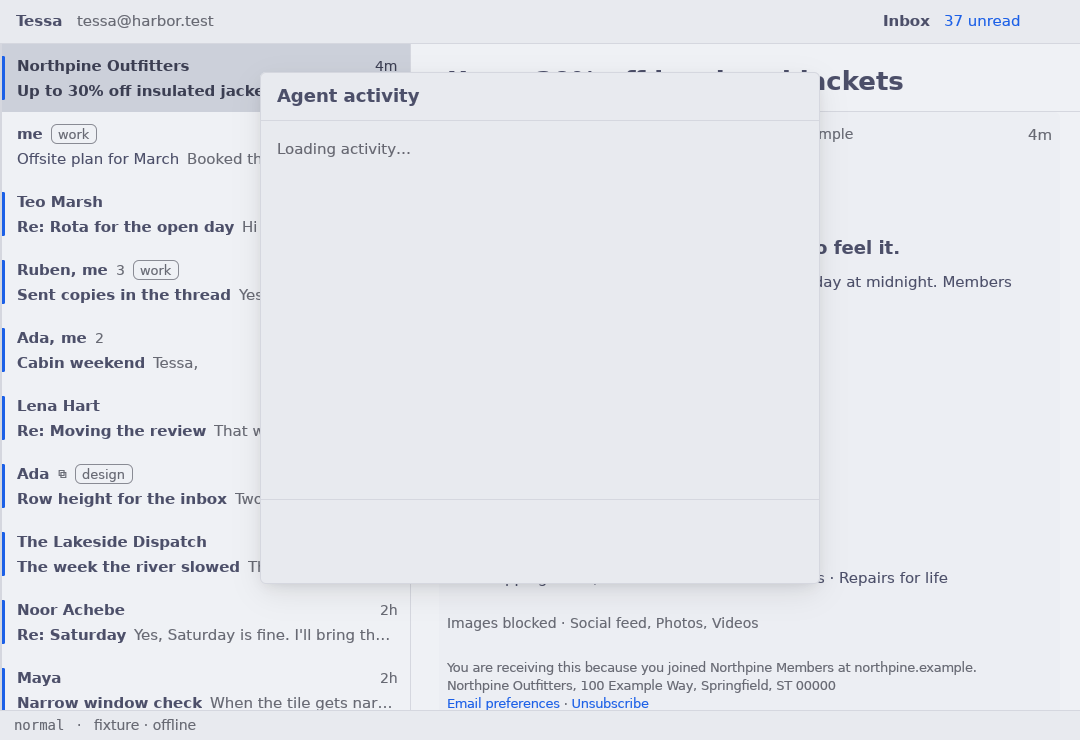 Tessa tessa@harbor.test Inbox 37 unread
Northpine Outfitters 4m
Up to 30% off insulated jacke
me work
Offsite plan for March Booked th
Teo Marsh
Re: Rota for the open day Hi
Ruben, me 3 work
Sent copies in the thread Yes
Ada, me 2
Cabin weekend Tessa,
Lena Hart
Re: Moving the review That w
Ada design
Row height for the inbox Two
The Lakeside Dispatch
The week the river slowed Th
Noor Achebe 2h
Re: Saturday Yes, Saturday is fine. I'll bring th…
Maya 2h
Narrow window check When the tile gets nar…
Agent activity
Loading activity…
ackets
mple 4m
o feel it.
day at midnight. Members
s · Repairs for life
Images blocked · Social feed, Photos, Videos
You are receiving this because you joined Northpine Members at northpine.example.
Northpine Outfitters, 100 Example Way, Springfield, ST 00000
Email preferences · Unsubscribe
normal · fixture · offline